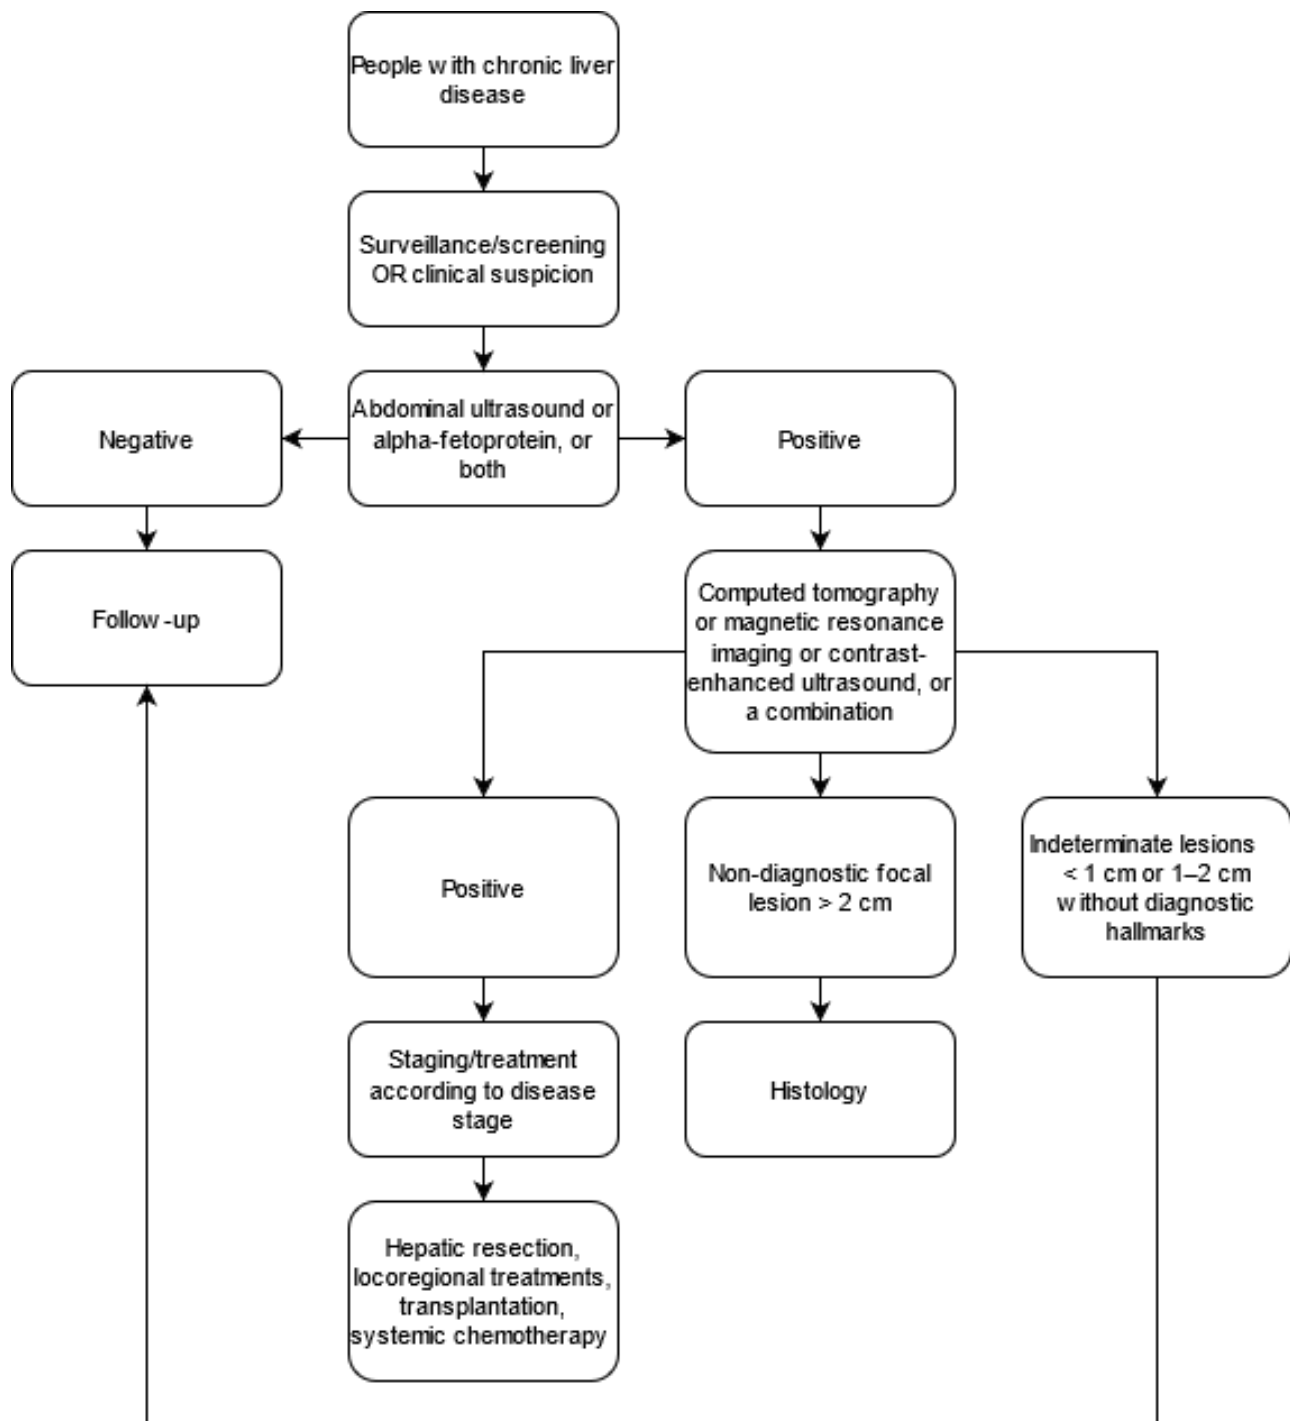 People with chronic liver
disease
Surveillance/screening
OR clinical suspicion
Negative
Abdominal ultrasound or
alpha-fetoprotein, or
both
Positive
Follow-up
Computed tomography
or magnetic resonance
imaging or contrast-
enhanced ultrasound, or
a combination
Positive
Non-diagnostic focal
lesion > 2 cm
Indeterminate lesions
< 1 cm or 1–2 cm
without diagnostic
hallmarks
Staging/treatment
according to disease
stage
Histology
Hepatic resection,
locoregional treatments,
transplantation,
systemic chemotherapy